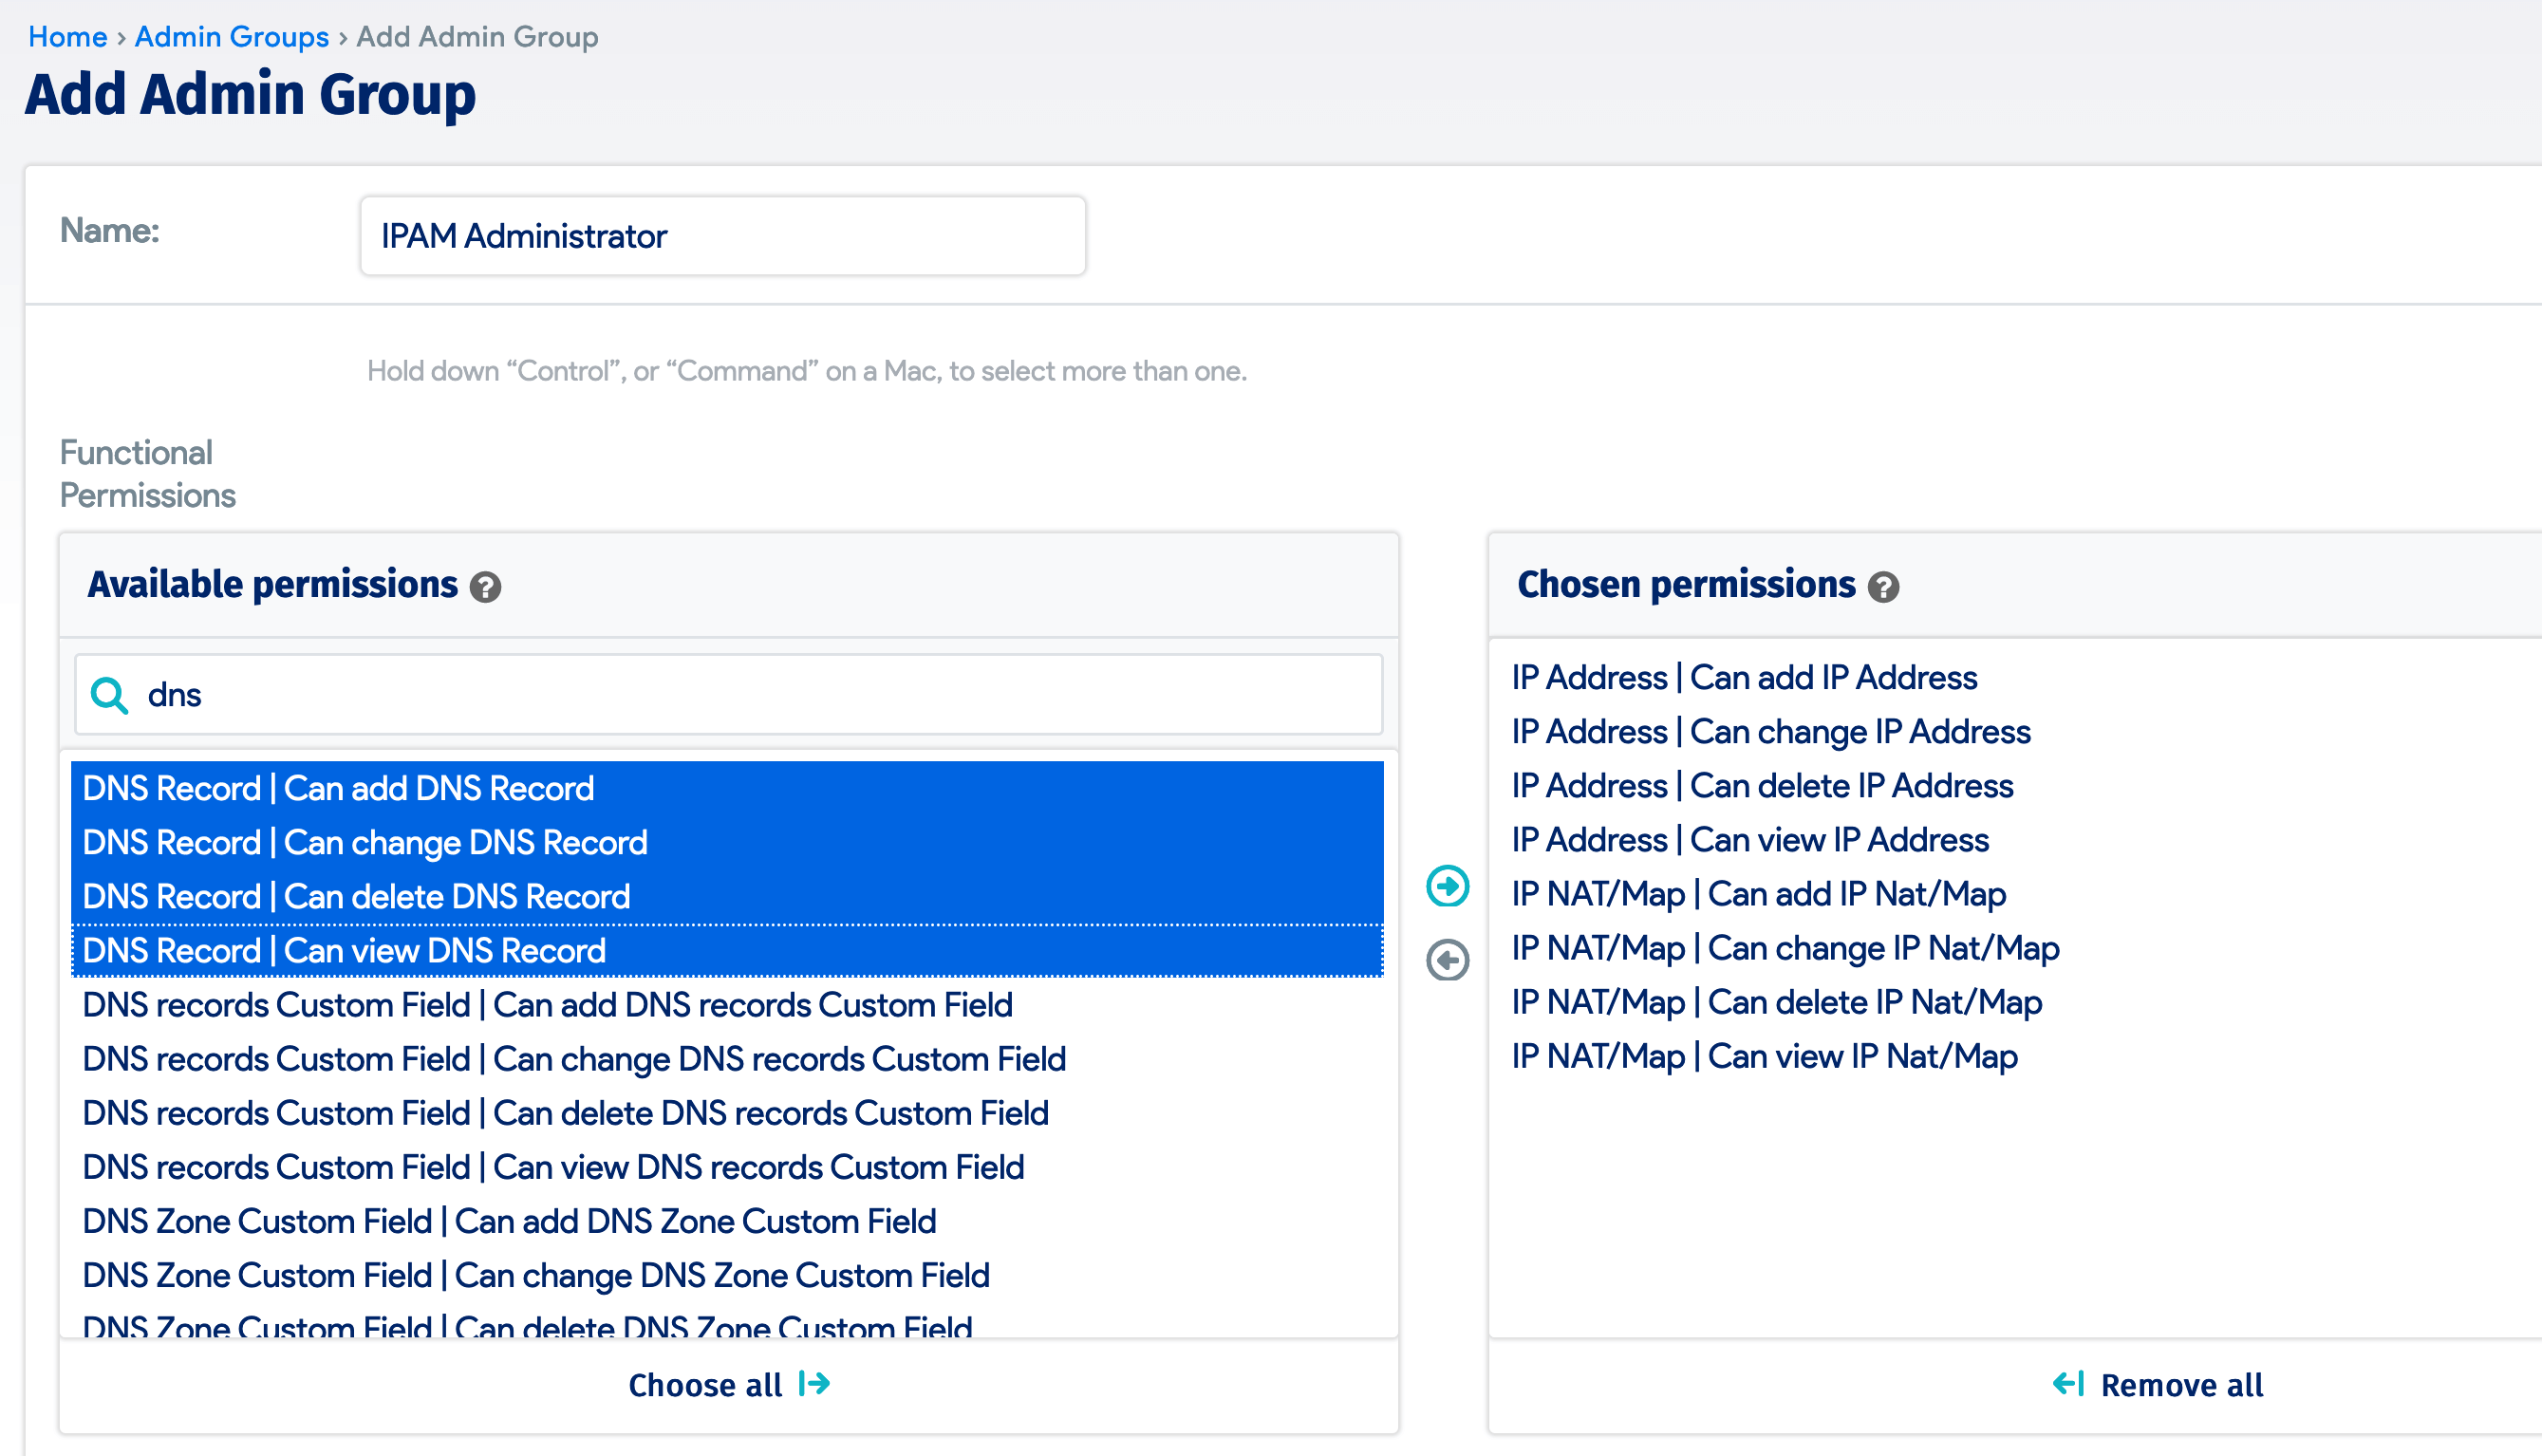 Home › Admin Groups › Add Admin Group
Add Admin Group
Name:
IPAM Administrator
Hold down “Control”, or “Command” on a Mac, to select more than one.
Functional
Permissions
Available permissions ?
dns
DNS Record | Can add DNS Record
DNS Record | Can change DNS Record
DNS Record | Can delete DNS Record
DNS Record | Can view DNS Record
DNS records Custom Field | Can add DNS records Custom Field
DNS records Custom Field | Can change DNS records Custom Field
DNS records Custom Field | Can delete DNS records Custom Field
DNS records Custom Field | Can view DNS records Custom Field
DNS Zone Custom Field | Can add DNS Zone Custom Field
DNS Zone Custom Field | Can change DNS Zone Custom Field
DNS Zone Custom Field | Can delete DNS Zone Custom Field
Choose all
Chosen permissions ?
IP Address | Can add IP Address
IP Address | Can change IP Address
IP Address | Can delete IP Address
IP Address | Can view IP Address
IP NAT/Map | Can add IP Nat/Map
IP NAT/Map | Can change IP Nat/Map
IP NAT/Map | Can delete IP Nat/Map
IP NAT/Map | Can view IP Nat/Map
Remove all